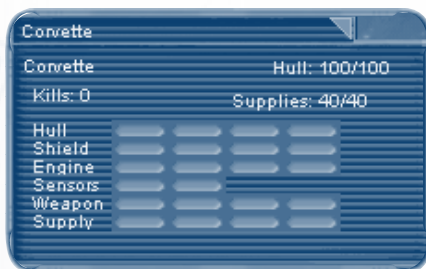 Corvette
Corvette Hull: 100/100
Kills: 0 Supplies: 40/40
Hull
Shield
Engine
Sensors
Weapon
Supply